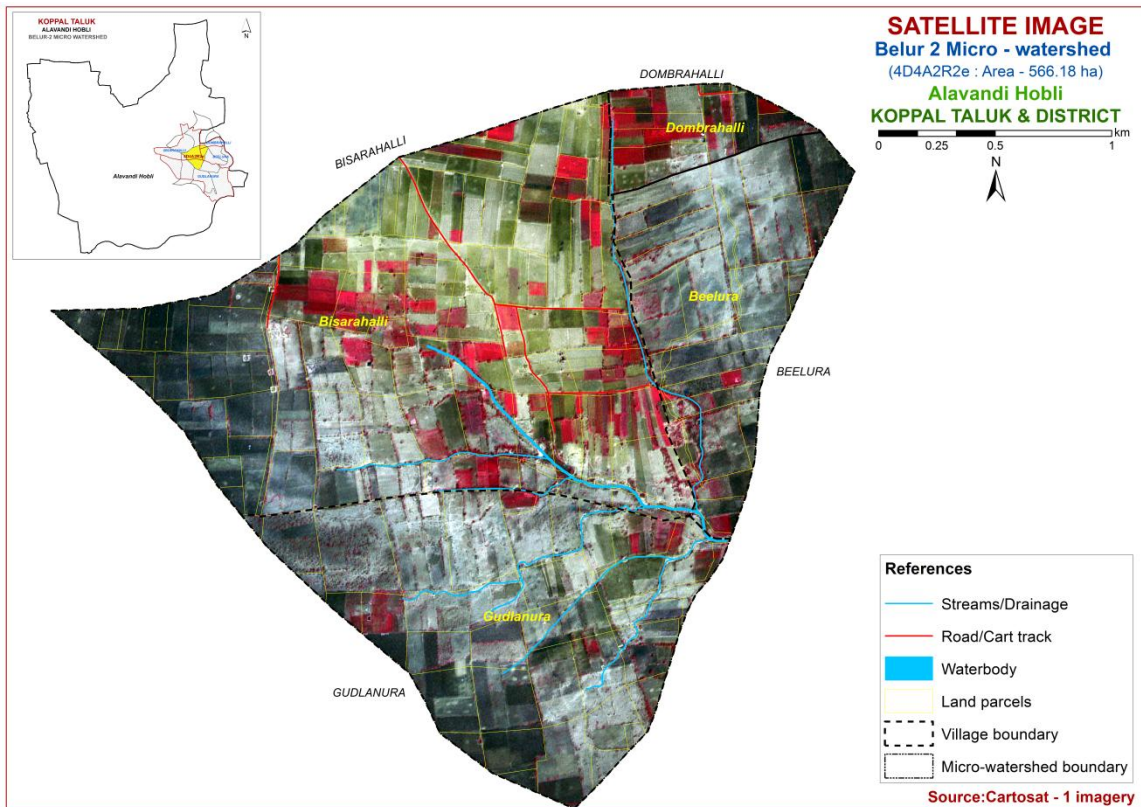 KOPPAL TALUK
ALAVANDI HOBLI
BELUR-2 MICRO WATERSHED
N
Alavandi Hobli
SATELLITE IMAGE
Belur 2 Micro - watershed
(4D4A2R2e : Area - 566.18 ha)
Alavandi Hobli
KOPPAL TALUK & DISTRICT
km
0 0.25 0.5 1
N
DOMBRAHALLI
BISARAHALLI
Dombrahalli
Beelura
Bisarahalli
BEELURA
Gudlanura
GUDLANURA
References
Streams/Drainage
Road/Cart track
Waterbody
Land parcels
Village boundary
Micro-watershed boundary
Source:Cartosat - 1 imagery